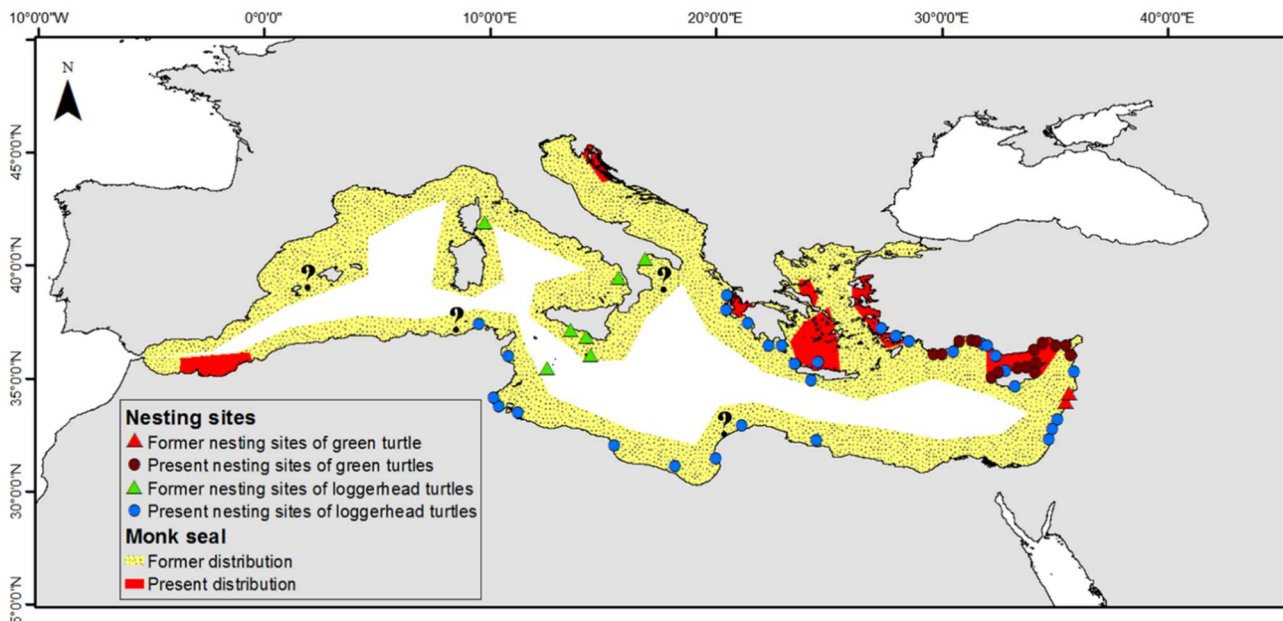 10°0'0"W 0°0'0" 10°0'0"E 20°0'0"E 30°0'0"E 40°0'0"E
N
45°0'0"N
40°0'0"N
35°0'0"N
30°0'0"N
5°0'0"N
?
?
?
?
Nesting sites
Former nesting sites of green turtle
Present nesting sites of green turtles
Former nesting sites of loggerhead turtles
Present nesting sites of loggerhead turtles
Monk seal
Former distribution
Present distribution